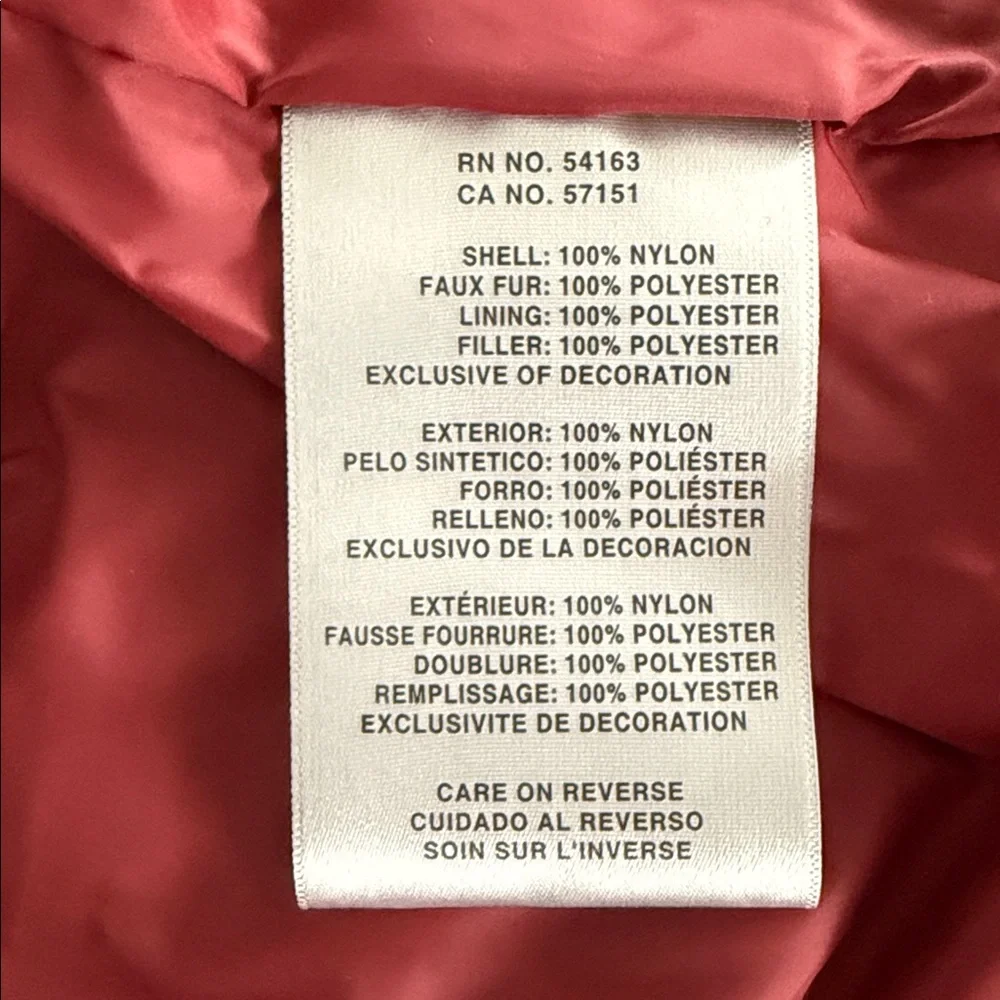 RN NO. 54163
CA NO. 57151
SHELL: 100% NYLON
FAUX FUR: 100% POLYESTER
LINING: 100% POLYESTER
FILLER: 100% POLYESTER
EXCLUSIVE OF DECORATION
EXTERIOR: 100% NYLON
PELO SINTETICO: 100% POLIÉSTER
FORRO: 100% POLIÉSTER
RELLENO: 100% POLIÉSTER
EXCLUSIVO DE LA DECORACION
EXTÉRIEUR: 100% NYLON
FAUSSE FOURRURE: 100% POLYESTER
DOUBLURE: 100% POLYESTER
REMPLISSAGE: 100% POLYESTER
EXCLUSIVITE DE DECORATION
CARE ON REVERSE
CUIDADO AL REVERSO
SOIN SUR L'INVERSE